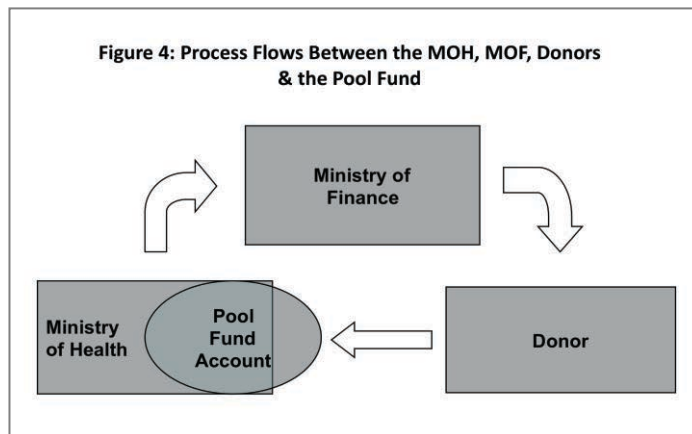 Figure 4: Process Flows Between the MOH, MOF, Donors
& the Pool Fund
Ministry of
Finance
Ministry
of Health
Pool
Fund
Account
Donor